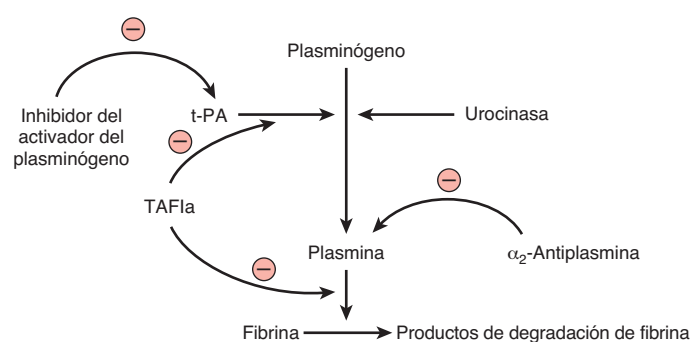 Plasminógeno
Inhibidor del
activador del
plasminógeno
t-PA
Urocinasa
TAFIa
Plasmina
α₂-Antiplasmina
Fibrina
Productos de degradación de fibrina